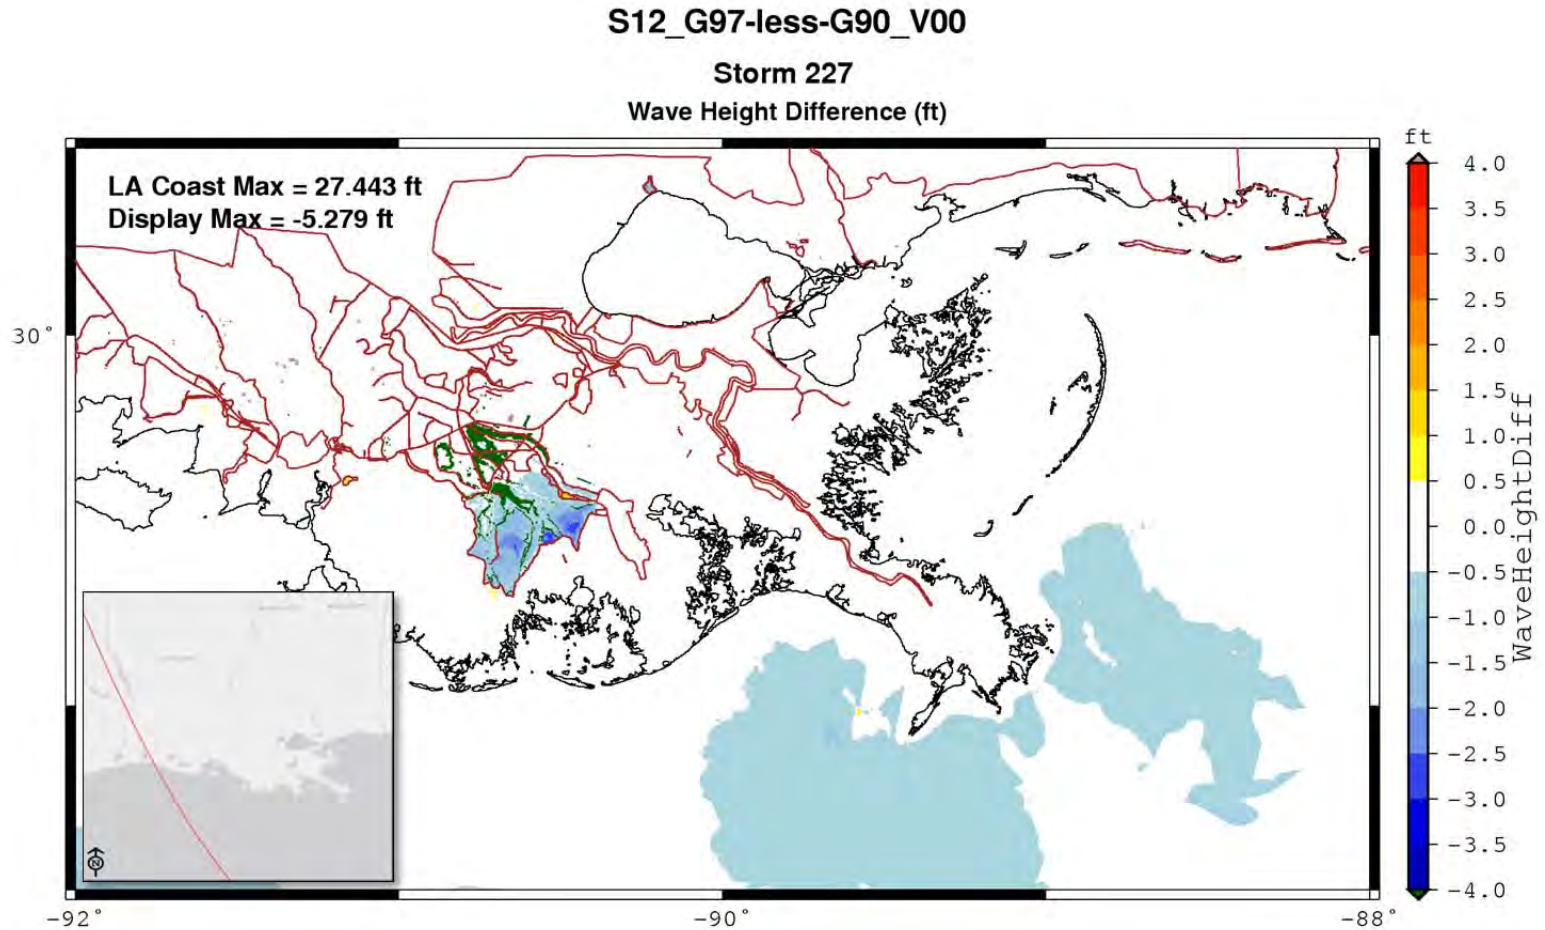 S12_G97-less-G90_V00
Storm 227
Wave Height Difference (ft)
LA Coast Max = 27.443 ft
Display Max = -5.279 ft
ft
4.0
3.5
3.0
2.5
2.0
1.5
1.0
0.5
0.0
-0.5
-1.0
-1.5
-2.0
-2.5
-3.0
-3.5
-4.0
WaveHeightDiff
30°
N
-92°
-90°
-88°